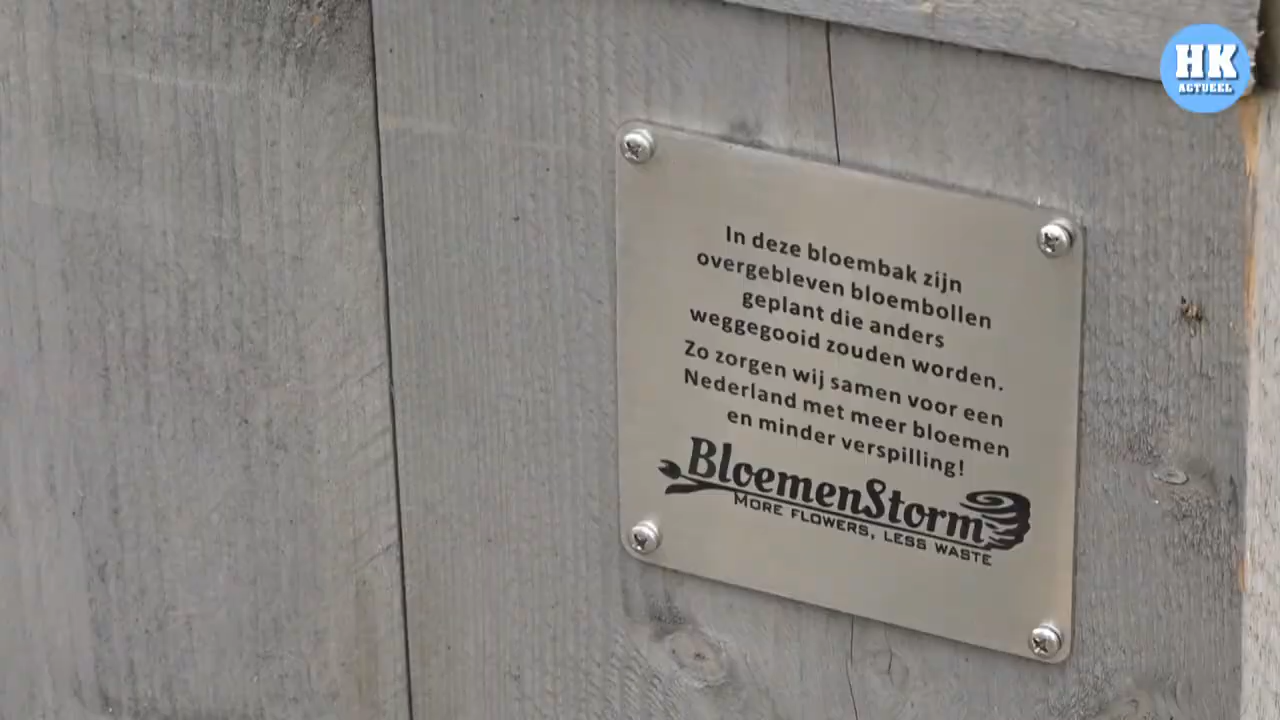 HK
ACTUEEL
In deze bloembak zijn
overgebleven bloembollen
geplant die anders
weggegooid zouden worden.
Zo zorgen wij samen voor een
Nederland met meer bloemen
en minder verspilling!
BloemenStorm
MORE FLOWERS, LESS WASTE